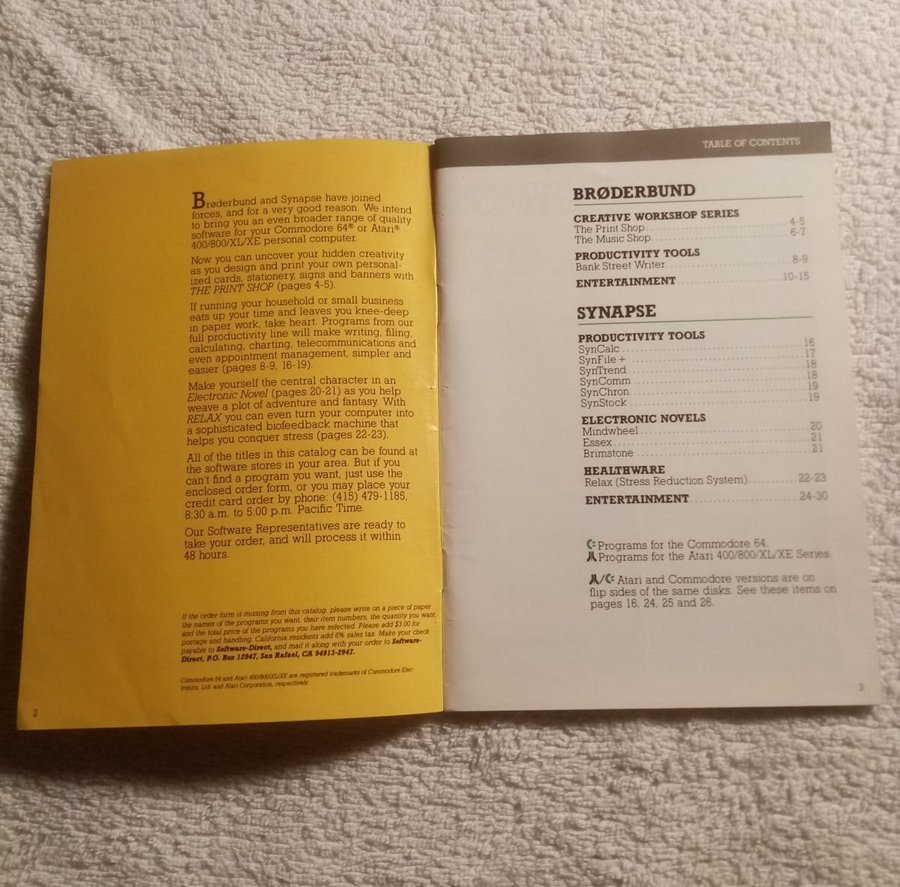 Brøderbund and Synapse have joined
forces, and for a very good reason. We intend
to bring you an even broader range of quality
software for your Commodore 64® or Atari®
400/800/XL/XE personal computer.
Now you can uncover your hidden creativity
as you design and print your own personal-
ized cards, stationery, signs and banners with
THE PRINT SHOP (pages 4-5).
If running your household or small business
eats up your time and leaves you knee-deep
in paper work, take heart. Programs from our
full productivity line will make writing, filing,
calculating, charting, telecommunications and
even appointment management, simpler and
easier (pages 8-9, 16-19).
Make yourself the central character in an
Electronic Novel (pages 20-21) as you help
weave a plot of adventure and fantasy. With
RELAX you can even turn your computer into
a sophisticated biofeedback machine that
helps you conquer stress (pages 22-23).
All of the titles in this catalog can be found at
the software stores in your area. But if you
can't find a program you want, just use the
enclosed order form, or you may place your
credit card order by phone: (415) 479-1185,
8:30 a.m. to 5:00 p.m. Pacific Time.
Our Software Representatives are ready to
take your order, and will process it within
48 hours.
If the order form is missing from this catalog, please write on a piece of paper
the names of the programs you want, their item numbers, the quantity you want,
and the total price of the programs you have selected. Please add $3.00 for
postage and handling. California residents add 6% sales tax. Make your check
payable to Software-Direct, and mail it along with your order to Software-
Direct, P.O. Box 12947, San Rafael, CA 94913-2947.
Commodore 64 and Atari 400/800/XL/XE are registered trademarks of Commodore Elec-
tronics, Ltd. and Atari Corporation, respectively.
2
TABLE OF CONTENTS
BRØDERBUND
CREATIVE WORKSHOP SERIES
The Print Shop 4-5
The Music Shop 6-7
PRODUCTIVITY TOOLS
Bank Street Writer 8-9
ENTERTAINMENT 10-15
SYNAPSE
PRODUCTIVITY TOOLS
SynCalc 16
SynFile + 17
SynTrend 18
SynComm 18
SynChron 19
SynStock 19
ELECTRONIC NOVELS
Mindwheel 20
Essex 21
Brimstone 21
HEALTHWARE
Relax (Stress Reduction System) 22-23
ENTERTAINMENT 24-30
Programs for the Commodore 64.
Programs for the Atari 400/800/XL/XE Series.
/ Atari and Commodore versions are on
flip sides of the same disks. See these items on
pages 16, 24, 25 and 26.
3